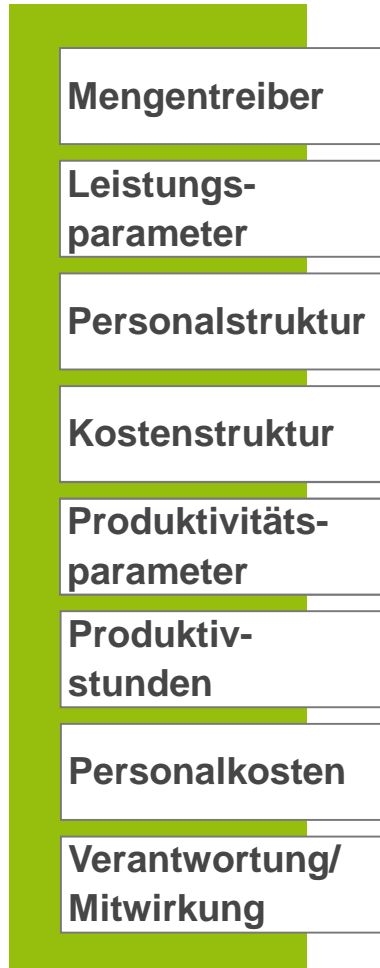 Mengentreiber
Leistungs-
parameter
Personalstruktur
Kostenstruktur
Produktivitäts-
parameter
Produktiv-
stunden
Personalkosten
Verantwortung/
Mitwirkung